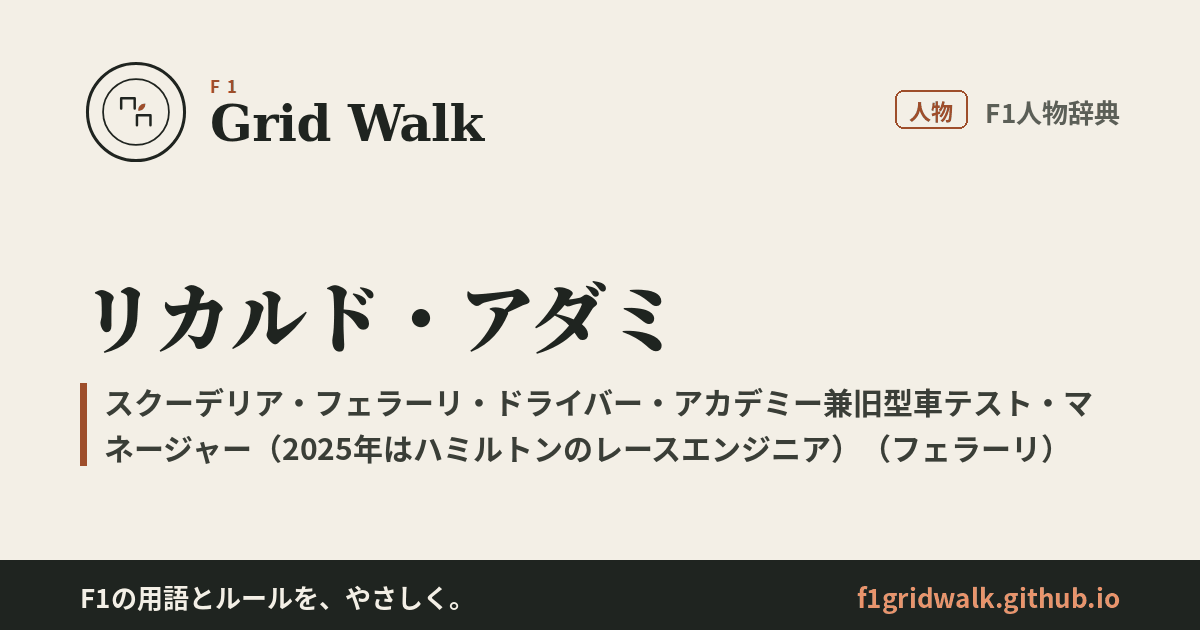 F1
Grid Walk
人物 F1人物辞典
リカルド・アダミ
スクーデリア・フェラーリ・ドライバー・アカデミー兼旧型車テスト・マ
ネージャー（2025年はハミルトンのレースエンジニア）（フェラーリ）
F1の用語とルールを、やさしく。
f1gridwalk.github.io